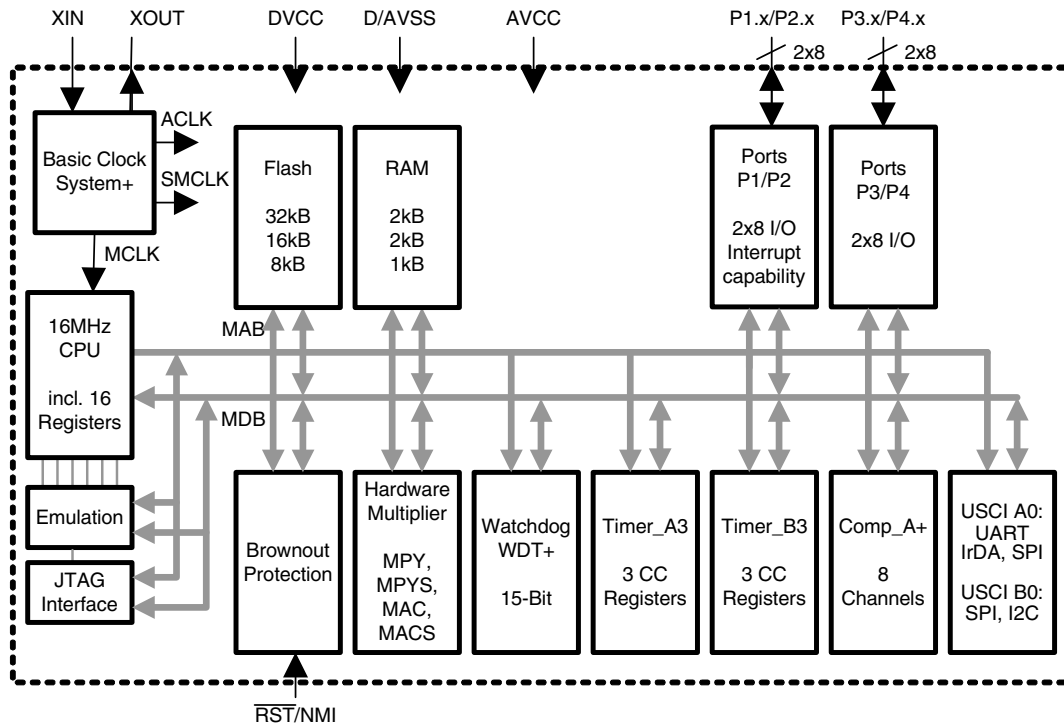 XIN
XOUT
DVCC
D/AVSS
AVCC
P1.x/P2.x
2x8
P3.x/P4.x
2x8
Basic Clock
System+
ACLK
SMCLK
MCLK
Flash
32kB
16kB
8kB
RAM
2kB
2kB
1kB
Ports
P1/P2
2x8 I/O
Interrupt
capability
Ports
P3/P4
2x8 I/O
16MHz
CPU
incl. 16
Registers
MAB
MDB
Emulation
JTAG
Interface
Brownout
Protection
Hardware
Multiplier
MPY,
MPYS,
MAC,
MACS
Watchdog
WDT+
15-Bit
Timer_A3
3 CC
Registers
Timer_B3
3 CC
Registers
Comp_A+
8
Channels
USCI A0:
UART
IrDA, SPI
USCI B0:
SPI, I2C
RST/NMI